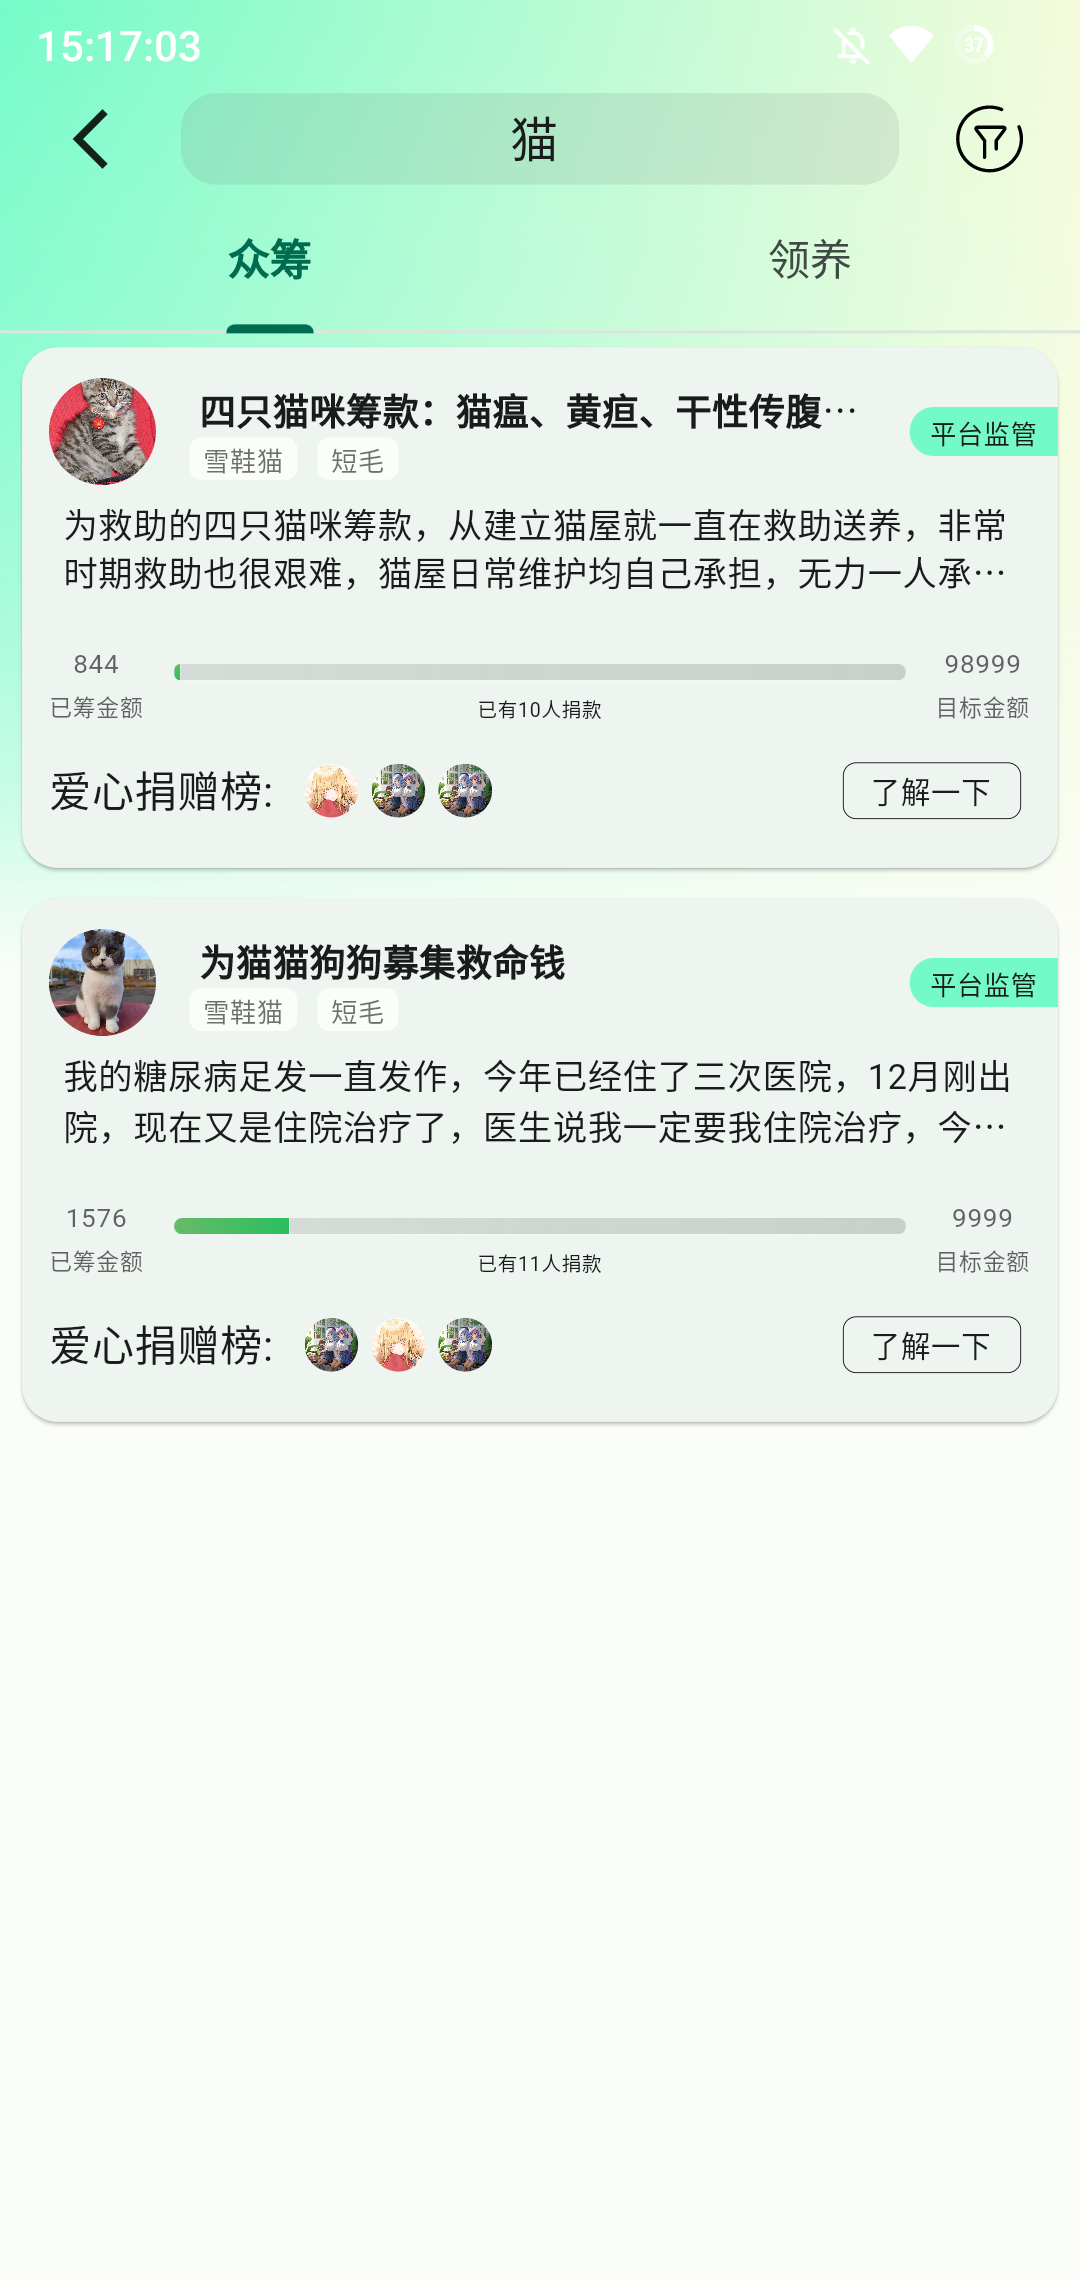 15:17:03
37
猫
众筹
领养
四只猫咪筹款：猫瘟、黄疸、干性传腹…
平台监管
雪鞋猫
短毛
为救助的四只猫咪筹款，从建立猫屋就一直在救助送养，非常
时期救助也很艰难，猫屋日常维护均自己承担，无力一人承…
844
98999
已筹金额
已有10人捐款
目标金额
爱心捐赠榜:
了解一下
为猫猫狗狗募集救命钱
平台监管
雪鞋猫
短毛
我的糖尿病足发一直发作，今年已经住了三次医院，12月刚出
院，现在又是住院治疗了，医生说我一定要我住院治疗，今…
1576
9999
已筹金额
已有11人捐款
目标金额
爱心捐赠榜:
了解一下